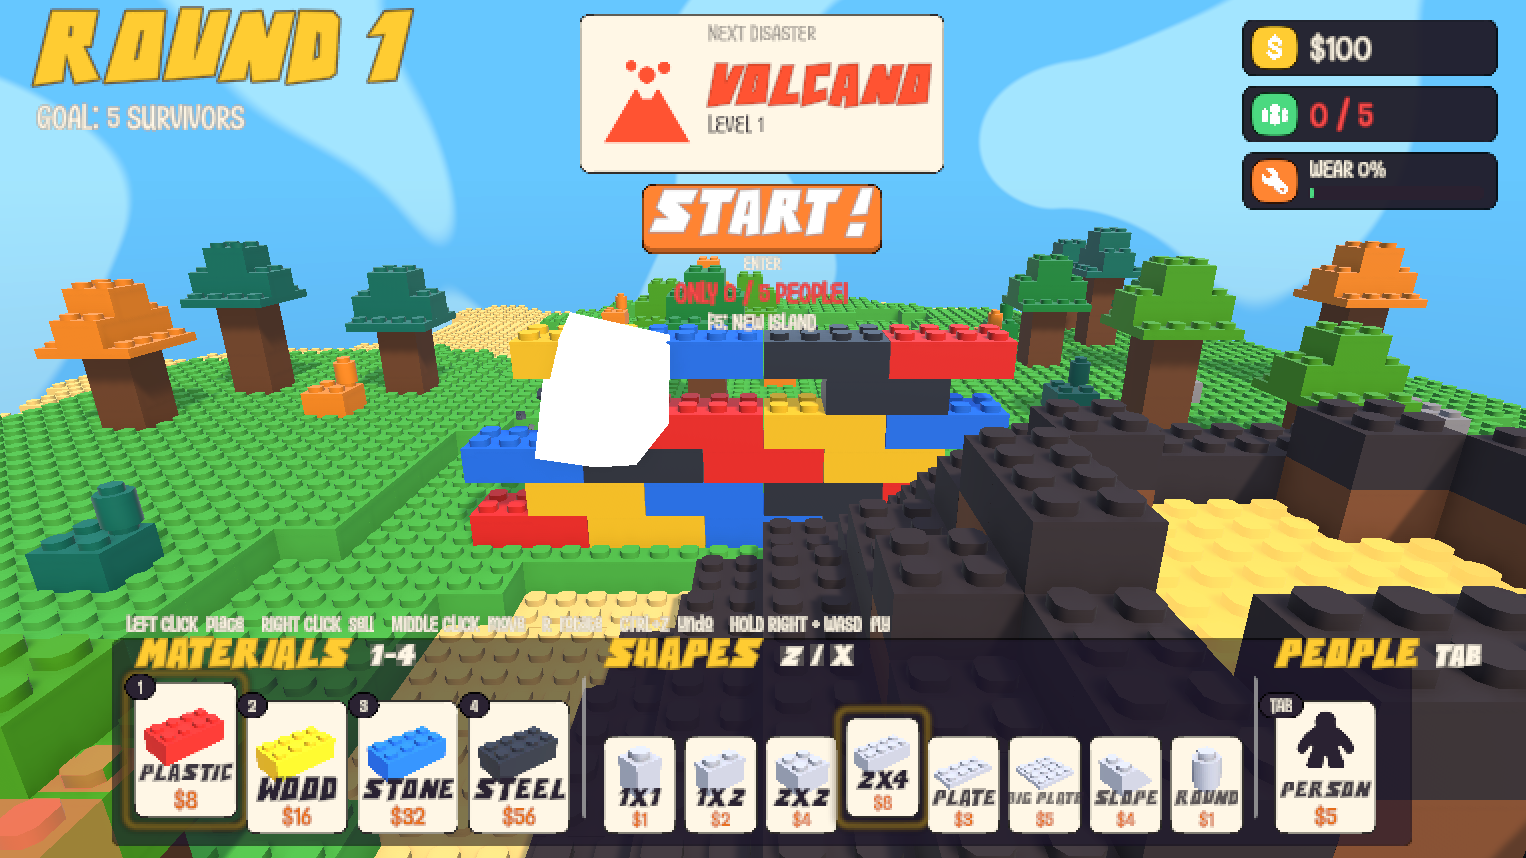 ROUND 1
GOAL: 5 SURVIVORS
NEXT DISASTER
VOLCANO
LEVEL 1
START!
ENTER
ONLY 0 / 5 PEOPLE!
F5: NEW ISLAND
$100
0 / 5
WEAR 0%
LEFT CLICK place RIGHT CLICK sell MIDDLE CLICK move R rotate CTRL+Z undo HOLD RIGHT + WASD fly
MATERIALS 1-4
SHAPES Z / X
PEOPLE TAB
1
PLASTIC
$8
2
WOOD
$16
3
STONE
$32
4
STEEL
$56
1X1
$1
1X2
$2
2X2
$4
2X4
$8
PLATE
$3
BIG PLATE
$5
SLOPE
$4
ROUND
$1
TAB
PERSON
$5